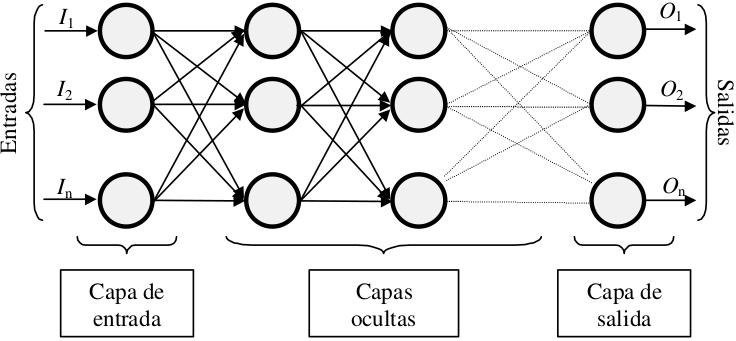 I1
O1
Entradas
I2
O2
Salidas
In
On
Capa de
entrada
Capas
ocultas
Capa de
salida